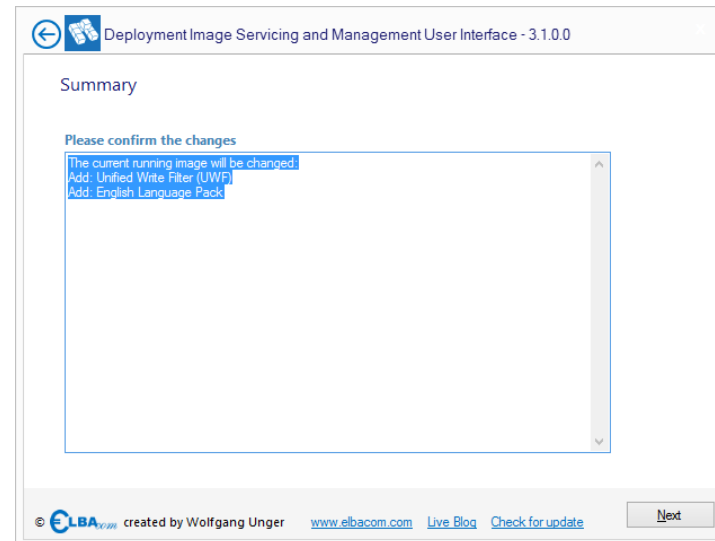 Deployment Image Servicing and Management User Interface - 3.1.0.0
Summary
Please confirm the changes
The current running image will be changed:
Add: Unified Write Filter (UWF)
Add: English Language Pack
© ELBAcom created by Wolfgang Unger www.elbacom.com Live Blog Check for update Next